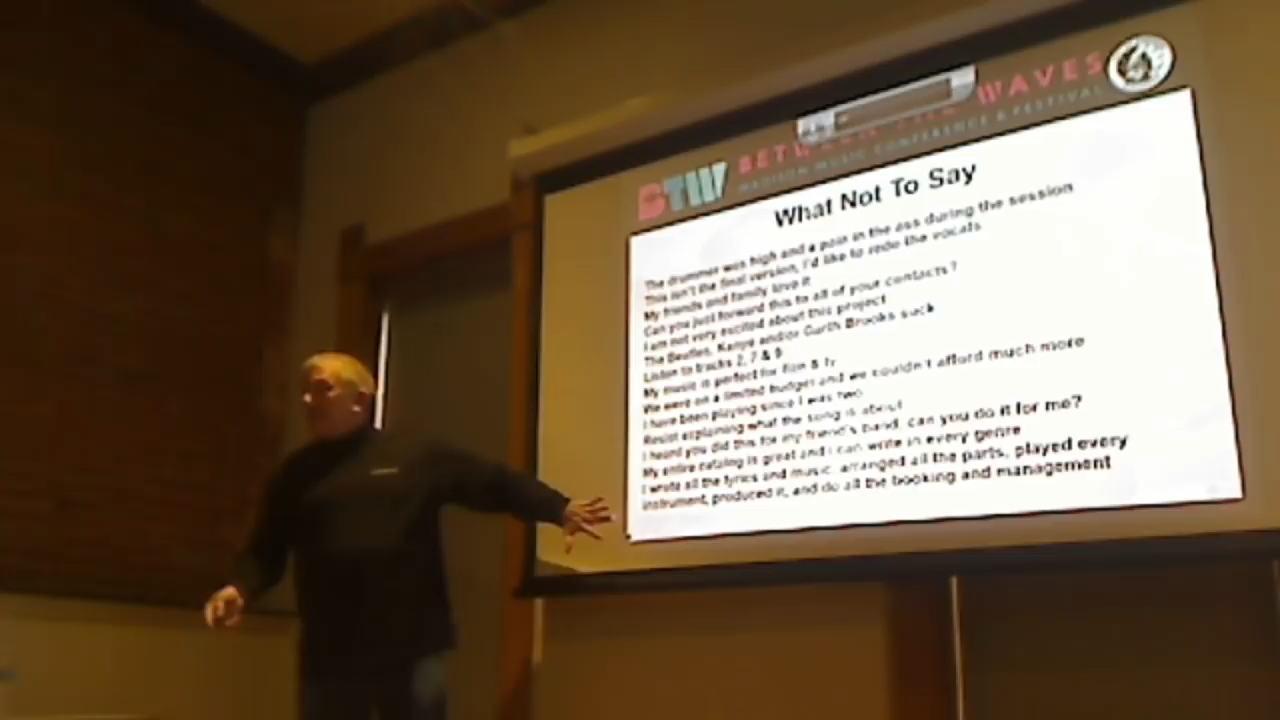 BTW BETWEEN THE WAVES
MADISON MUSIC CONFERENCE & FESTIVAL
What Not To Say
The drummer was high and a pain in the ass during the session
This isn't the final version, I'd like to redo the vocals
My friends and family love it
Can you just forward this to all of your contacts?
I am not very excited about this project
The Beatles, Kanye and/or Garth Brooks suck
Listen to tracks 2, 7 & 9
My music is perfect for film & tv
We were on a limited budget and we couldn't afford much more
I have been playing since I was two
Resist explaining what the song is about
I heard you did this for my friend's band, can you do it for me?
My entire catalog is great and I can write in every genre
I wrote all the lyrics and music, arranged all the parts, played every
instrument, produced it, and do all the booking and management